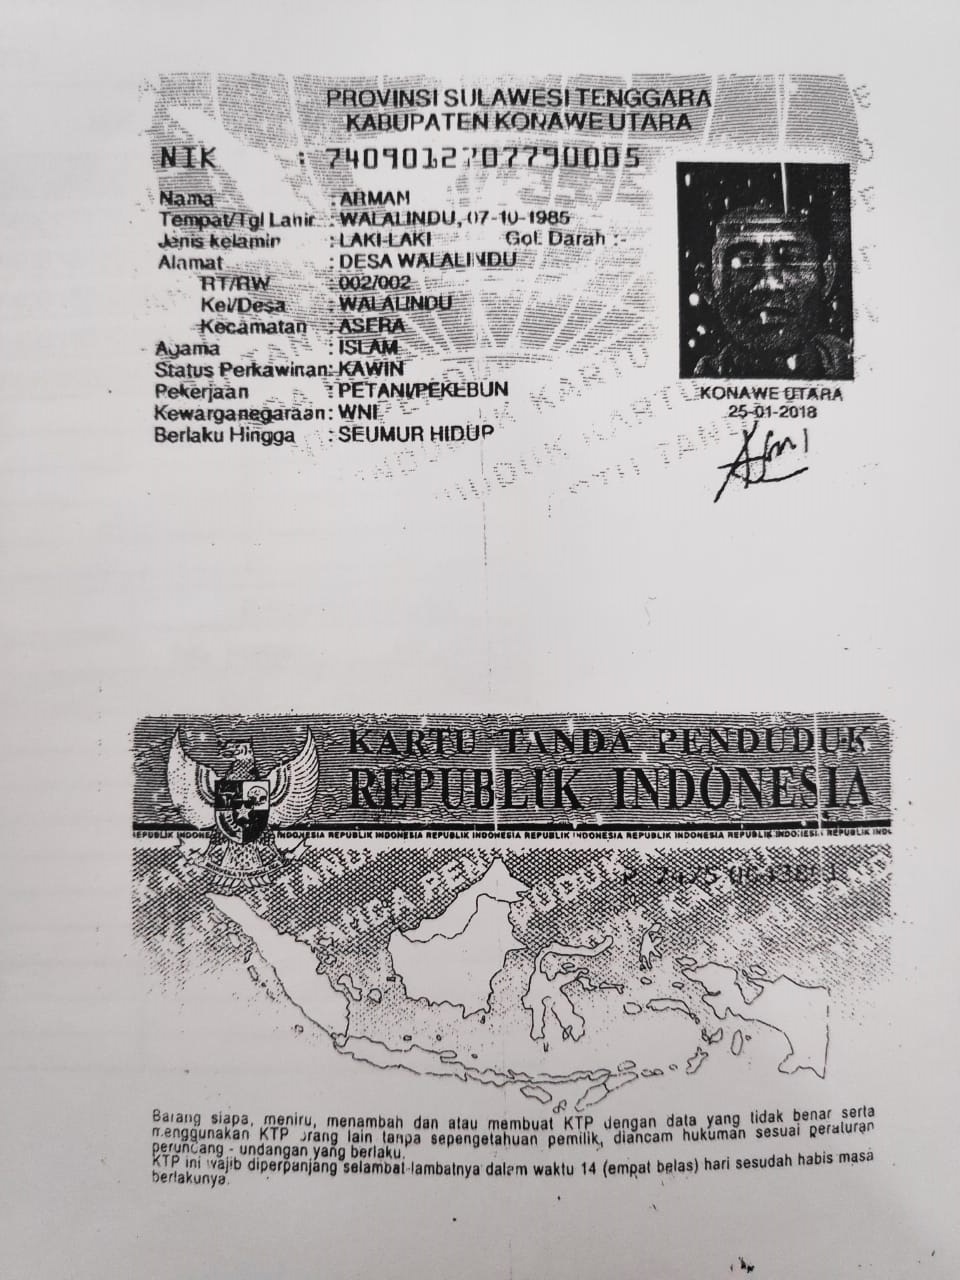 PROVINSI SULAWESI TENGGARA
KABUPATEN KONAWE UTARA
NIK : 7409012707790005
Nama : ARMAN
Tempat/Tgl Lahir : WALALINDU, 07-10-1985
Jenis kelamin : LAKI-LAKI Gol. Darah : -
Alamat : DESA WALALINDU
RT/RW : 002/002
Kel/Desa : WALALINDU
Kecamatan : ASERA
Agama : ISLAM
Status Perkawinan: KAWIN
Pekerjaan : PETANI/PEKEBUN
Kewarganegaraan: WNI
Berlaku Hingga : SEUMUR HIDUP
KONAWE UTARA
25-01-2018
KARTU TANDA PENDUDUK
REPUBLIK INDONESIA
REPUBLIK INDONESIA REPUBLIK INDONESIA REPUBLIK INDONESIA REPUBLIK INDONESIA REPUBLIK INDONESIA REPUBLIK INDONESIA
Barang siapa, meniru, menambah dan atau membuat KTP dengan data yang tidak benar serta
menggunakan KTP orang lain tanpa sepengetahuan pemilik, diancam hukuman sesuai peraturan
perundang - undangan yang berlaku.
KTP ini wajib diperpanjang selambat-lambatnya dalam waktu 14 (empat belas) hari sesudah habis masa
berlakunya.